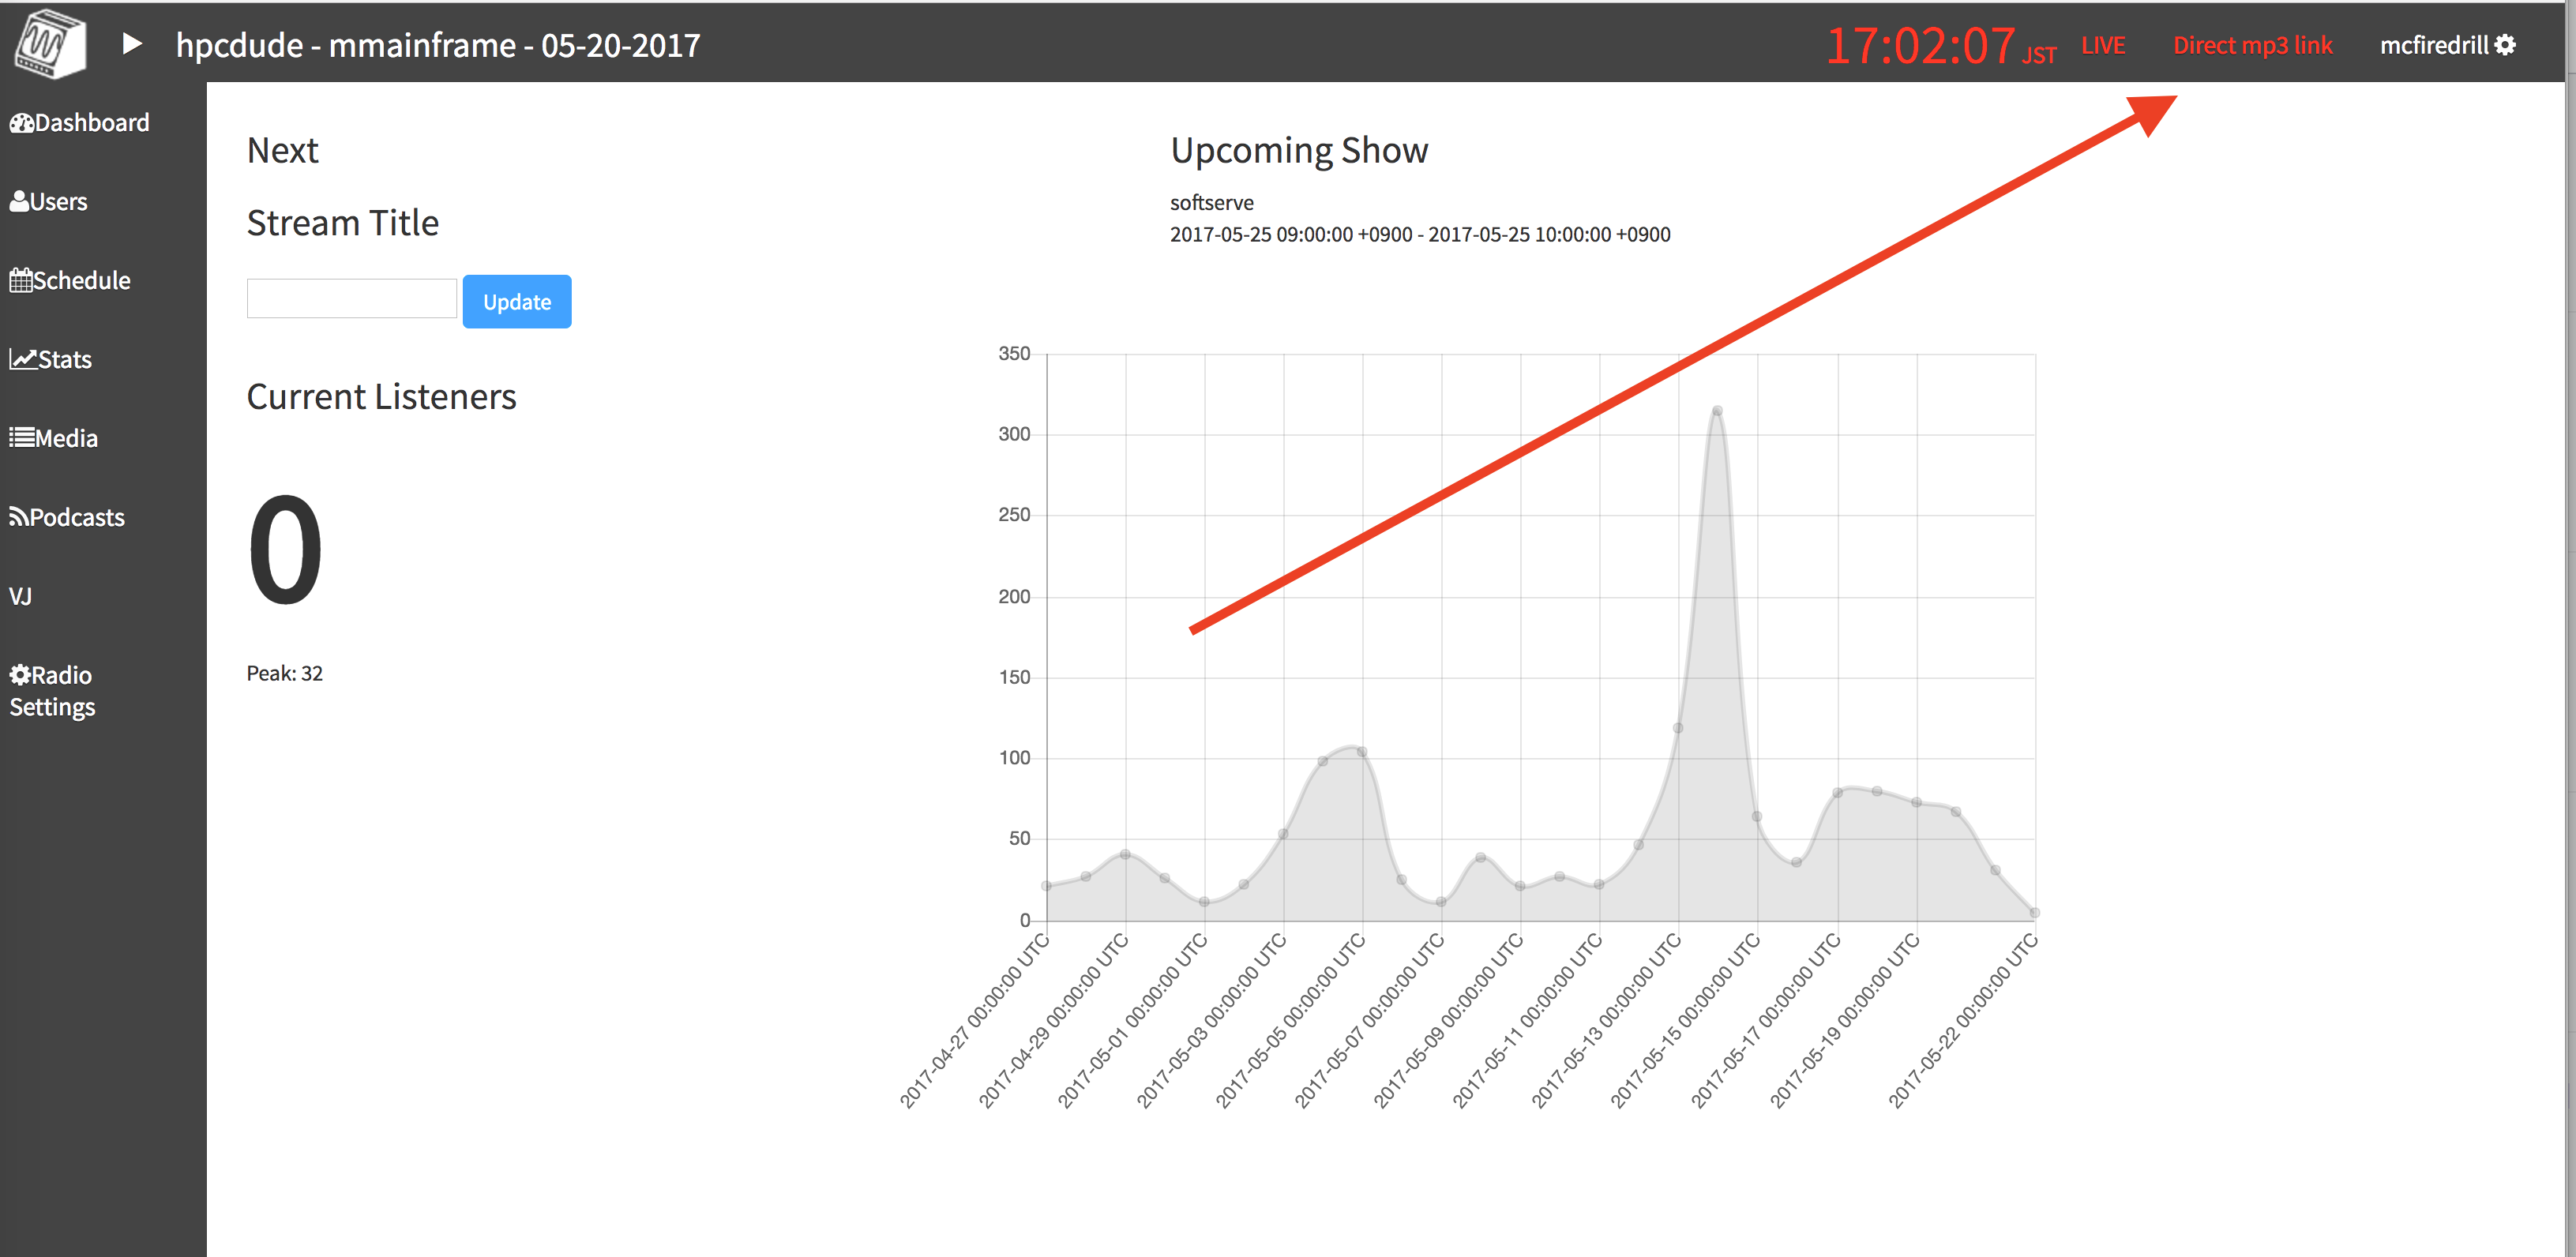 hpcdude - mmainframe - 05-20-2017
17:02:07 JST LIVE Direct mp3 link mcfiredrill
Dashboard
Users
Schedule
Stats
Media
Podcasts
VJ
Radio
Settings
Next
Stream Title
Update
Current Listeners
0
Peak: 32
Upcoming Show
softserve
2017-05-25 09:00:00 +0900 - 2017-05-25 10:00:00 +0900
350
300
250
200
150
100
50
0
2017-04-27 00:00:00 UTC
2017-04-29 00:00:00 UTC
2017-05-01 00:00:00 UTC
2017-05-03 00:00:00 UTC
2017-05-05 00:00:00 UTC
2017-05-07 00:00:00 UTC
2017-05-09 00:00:00 UTC
2017-05-11 00:00:00 UTC
2017-05-13 00:00:00 UTC
2017-05-15 00:00:00 UTC
2017-05-17 00:00:00 UTC
2017-05-19 00:00:00 UTC
2017-05-22 00:00:00 UTC